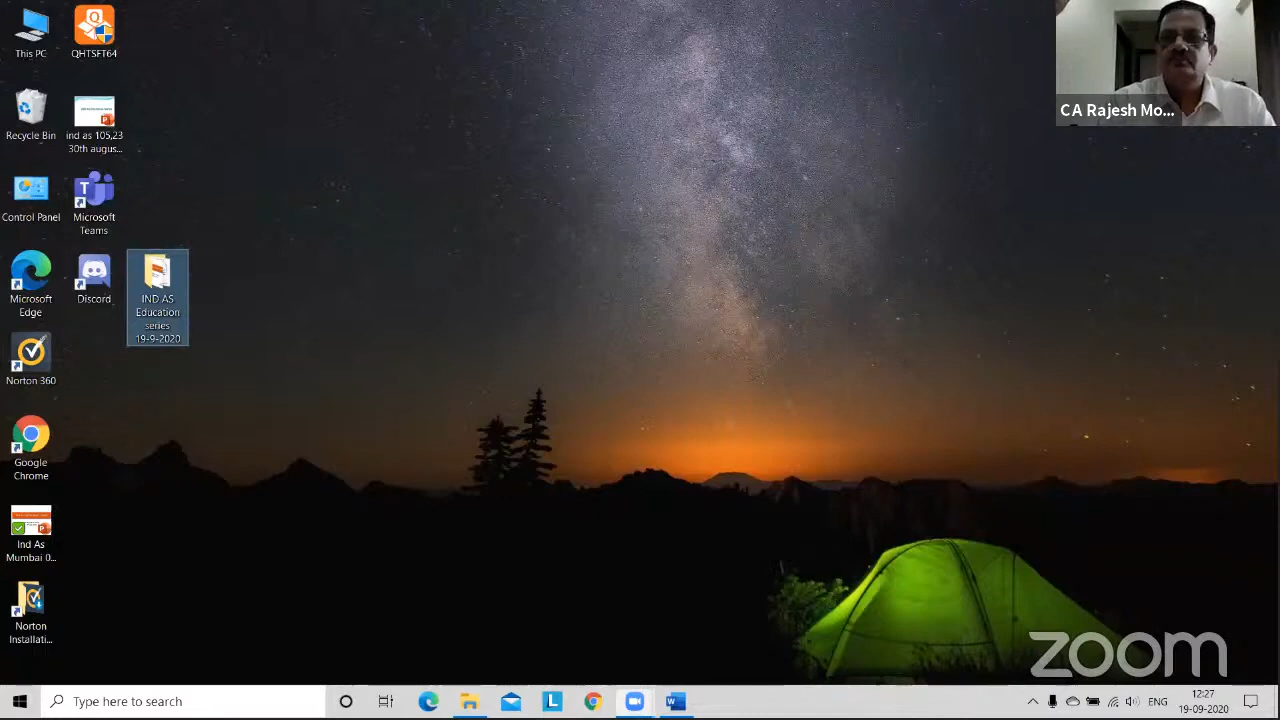 This PC
QHTSFT64
C A Rajesh Mo...
Recycle Bin
ind as 105,23
30th augus...
Control Panel
Microsoft
Teams
Microsoft
Edge
Discord
IND AS
Education
series
19-9-2020
Norton 360
Google
Chrome
Ind As
Mumbai 0...
Norton
Installati...
zoom
Type here to search
ENG
12:27
19-09-2020